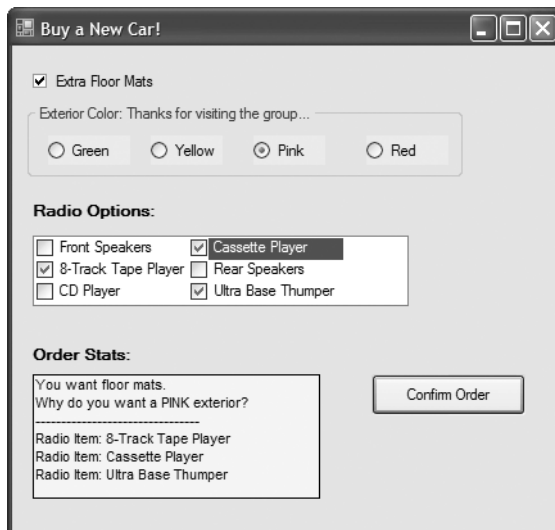 Buy a New Car!
Extra Floor Mats
Exterior Color: Thanks for visiting the group...
Green Yellow Pink Red
Radio Options:
Front Speakers Cassette Player
8-Track Tape Player Rear Speakers
CD Player Ultra Base Thumper
Order Stats:
You want floor mats.
Why do you want a PINK exterior?
--------------------------------
Radio Item: 8-Track Tape Player
Radio Item: Cassette Player
Radio Item: Ultra Base Thumper
Confirm Order